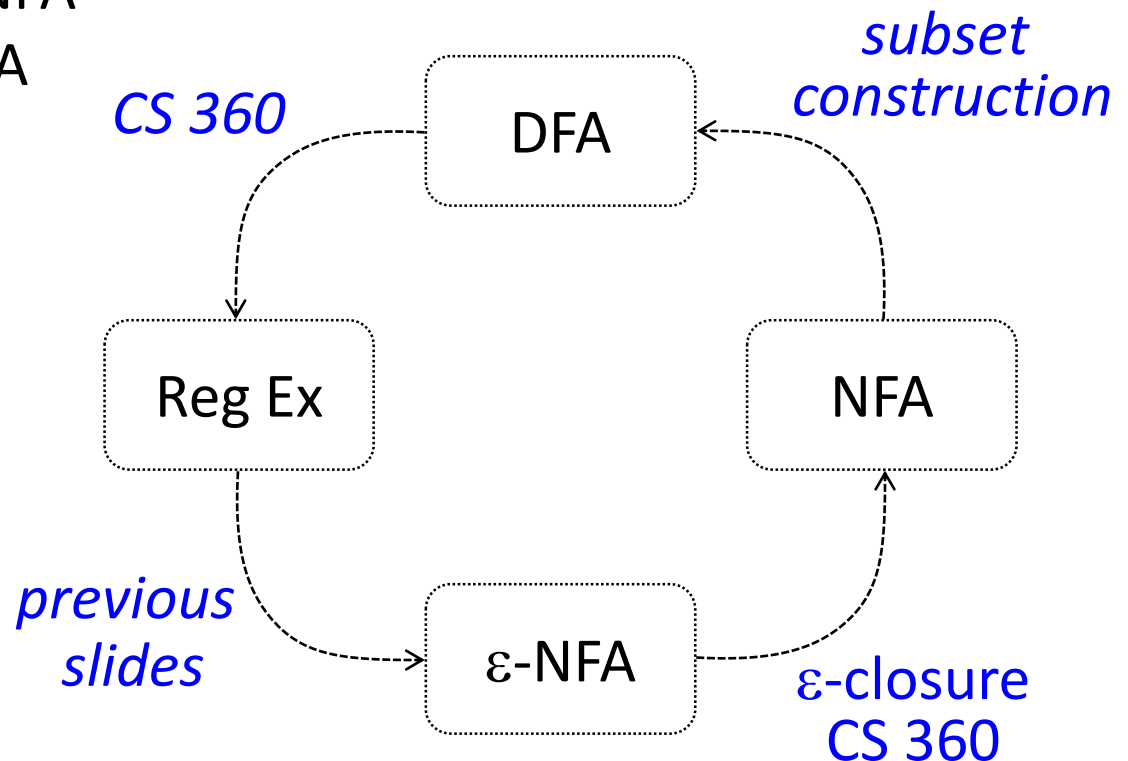 A
subset
construction
CS 360
DFA
Reg Ex
NFA
previous
slides
ε-NFA
ε-closure
CS 360